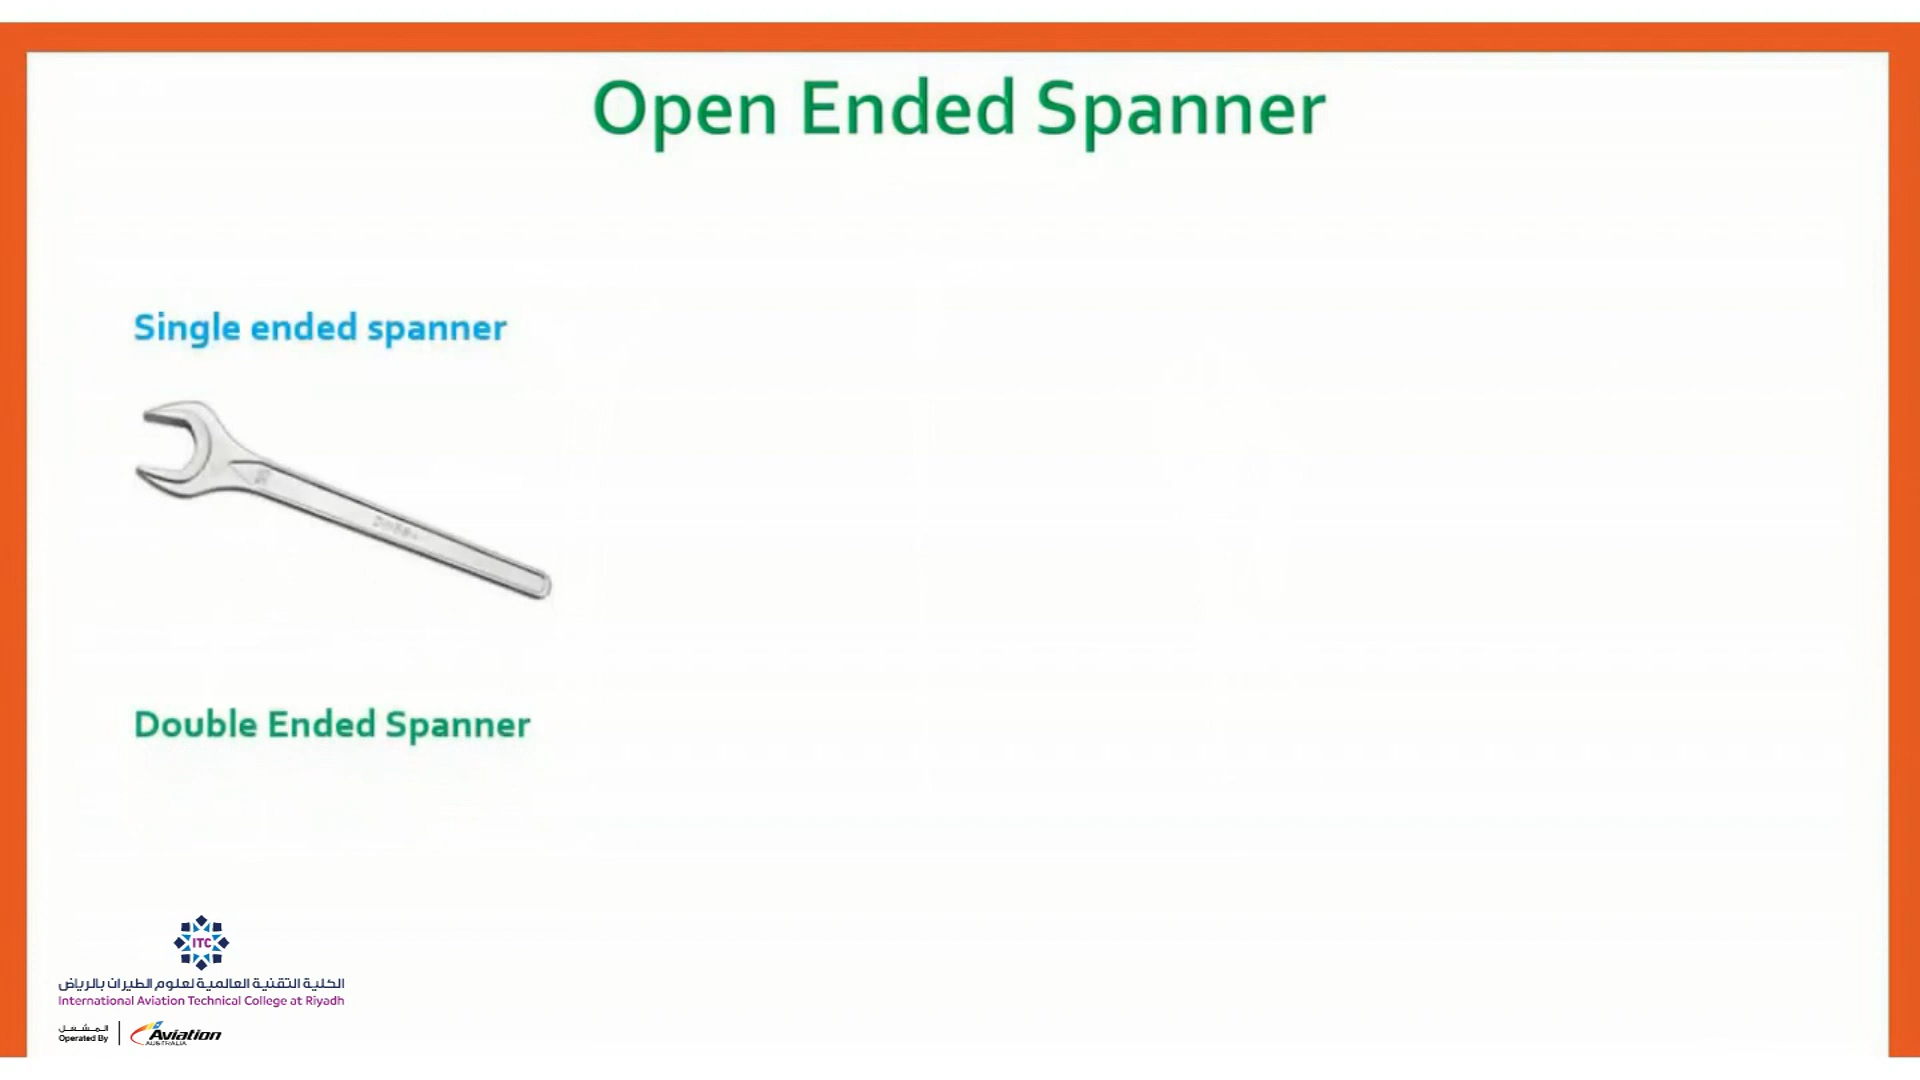 Open Ended Spanner
Single ended spanner
Double Ended Spanner
ITC
الكلية التقنية العالمية لعلوم الطيران بالرياض
International Aviation Technical College at Riyadh
المشغل
Operated By
Aviation
AUSTRALIA